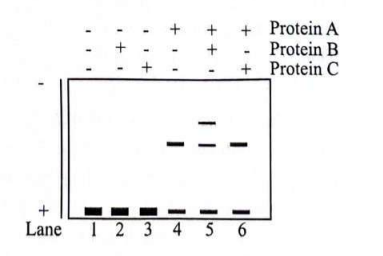 - - - + + + Protein A
- + - - + - Protein B
- - + - - + Protein C
-
+
Lane 1 2 3 4 5 6